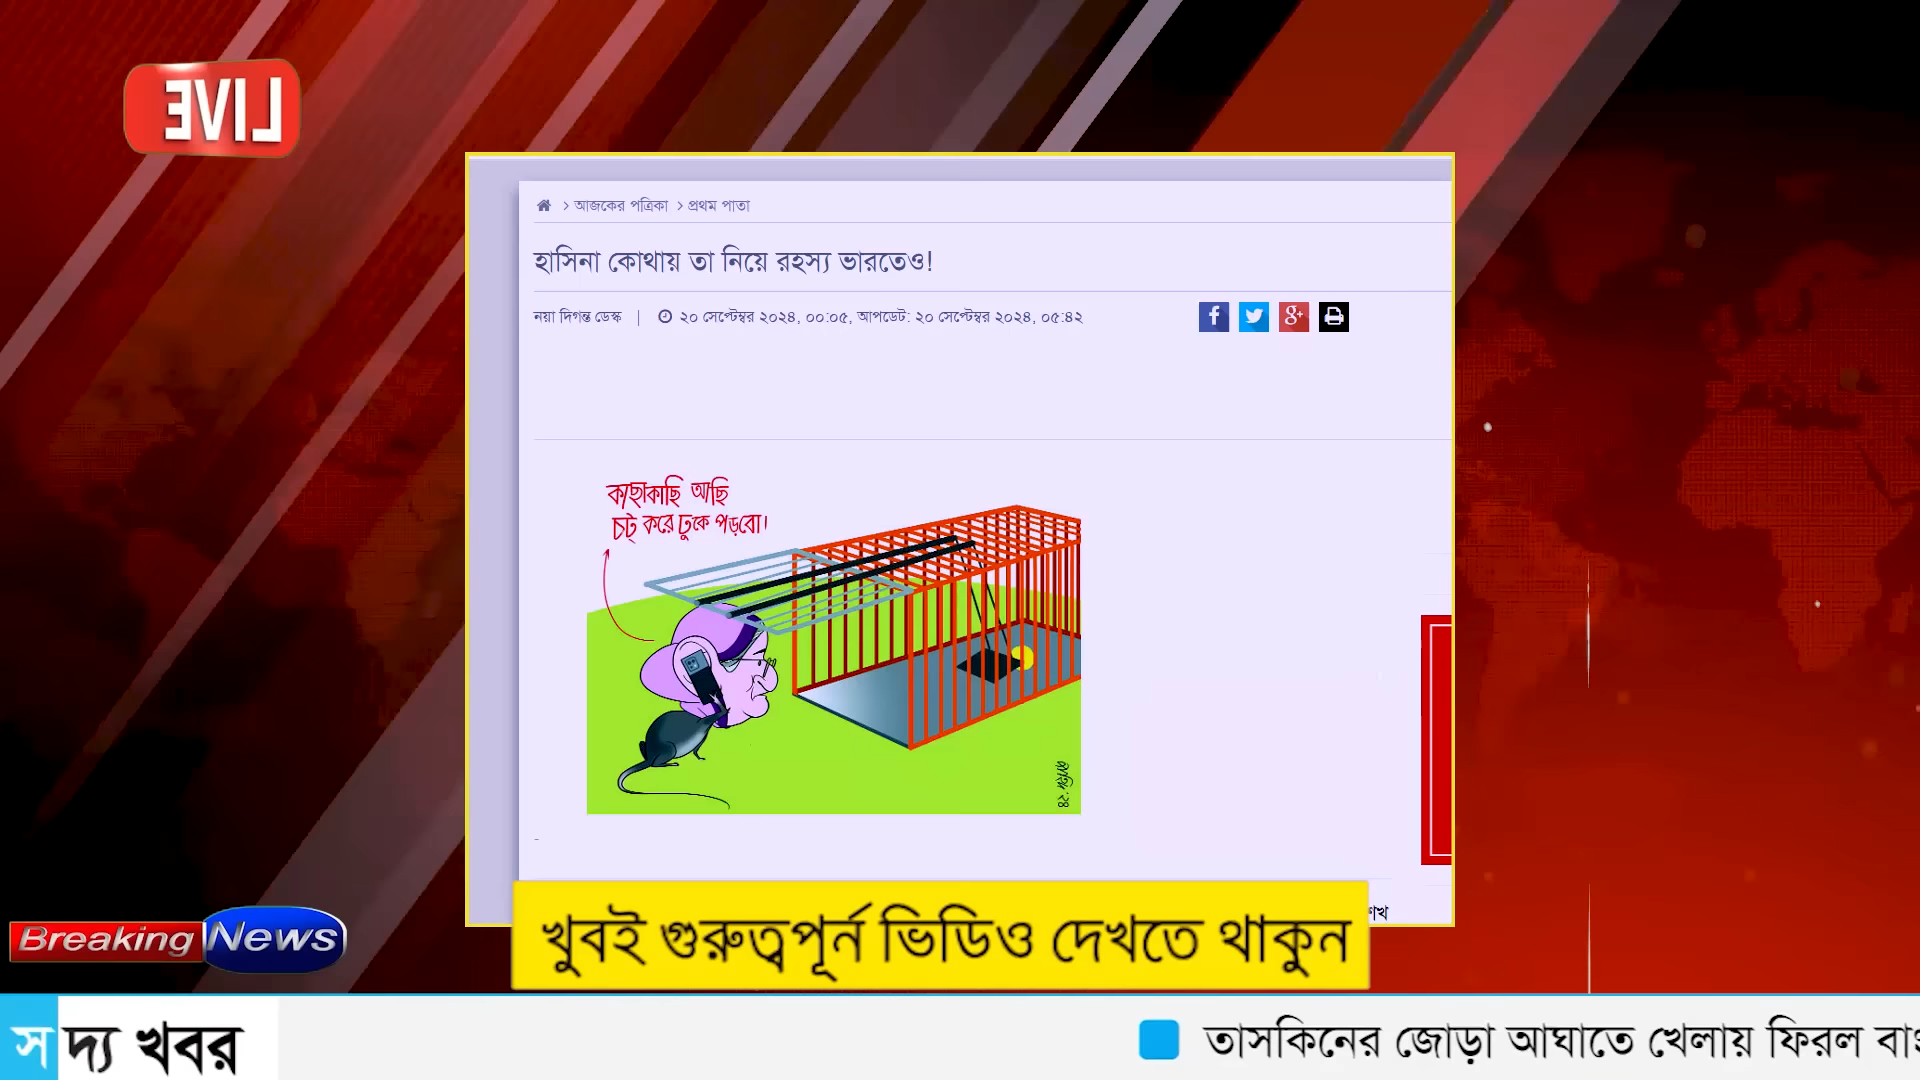 LIVE
আজকের পত্রিকা
প্রথম পাতা
হাসিনা কোথায় তা নিয়ে রহস্য ভারতেও!
নয়া দিগন্ত ডেস্ক | ২০ সেপ্টেম্বর ২০২৪, ০০:০৫, আপডেট: ২০ সেপ্টেম্বর ২০২৪, ০৫:৪২
কাছাকাছি আছি
চট্ করে ঢুকে পড়বো।
খুবই গুরুত্বপূর্ন ভিডিও দেখতে থাকুন
Breaking News
সদ্য খবর
তাসকিনের জোড়া আঘাতে খেলায় ফিরল